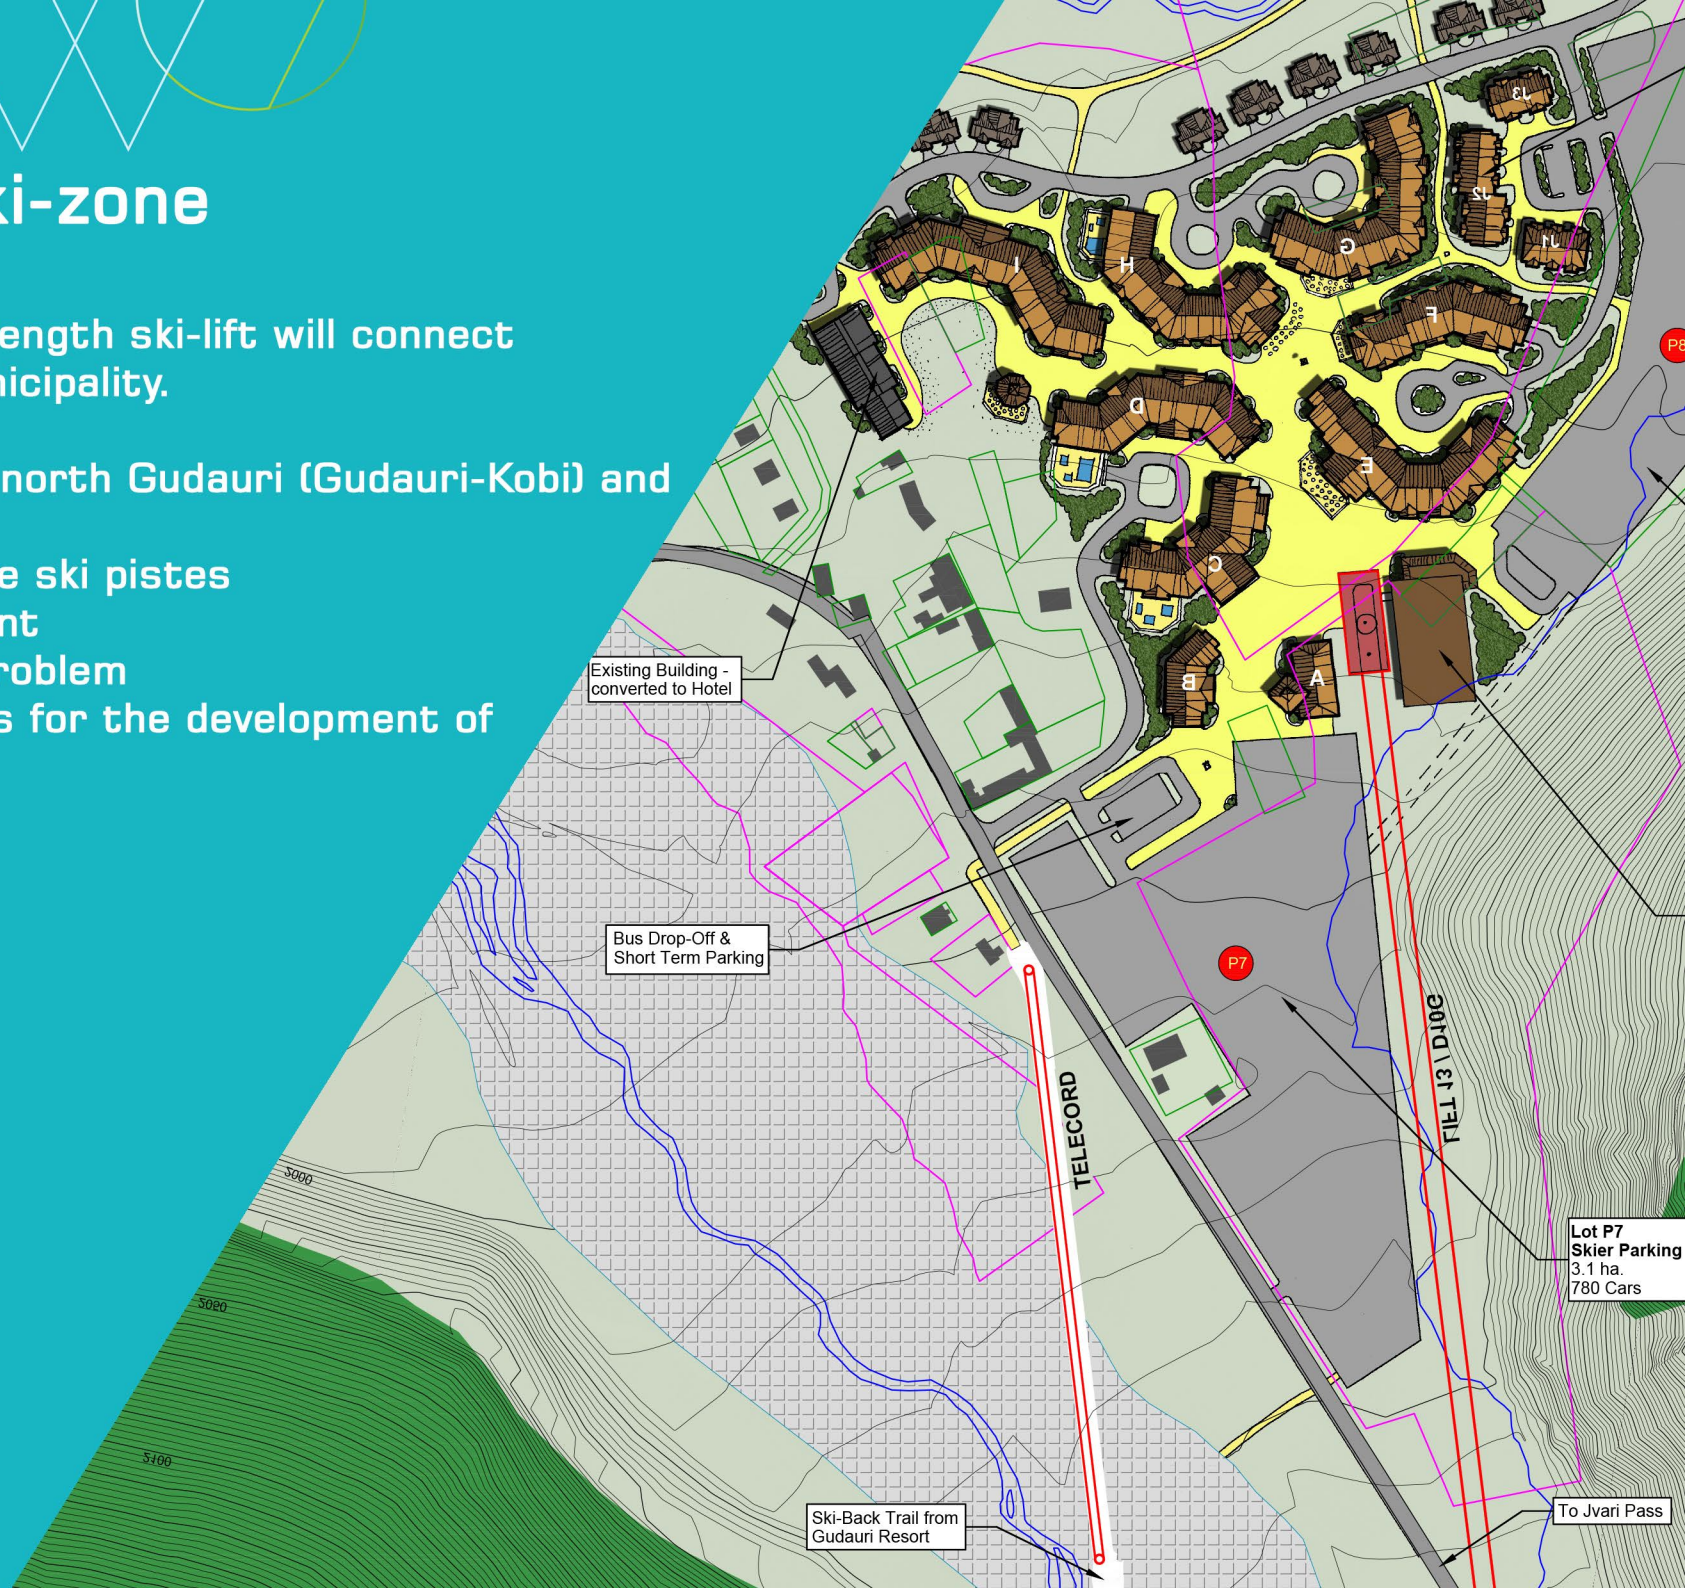 ki-zone
ength ski-lift will connect
nicipality.
north Gudauri (Gudauri-Kobi) and
e ski pistes
nt
roblem
s for the development of
J3
J2
J1
G
H
I
F
P8
D
E
C
B
A
Existing Building -
converted to Hotel
Bus Drop-Off &
Short Term Parking
P7
LIFT 13 / D10G
TELECORD
2000
2050
2100
Lot P7
Skier Parking
3.1 ha.
780 Cars
Ski-Back Trail from
Gudauri Resort
To Jvari Pass